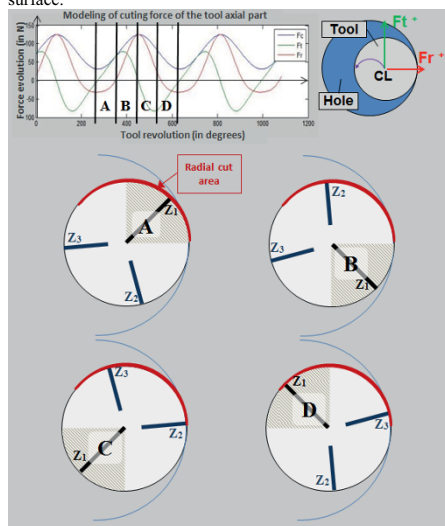 surface.
Modeling of cuting force of the tool axial part
Force evolution (in N)
150
100
50
0
-50
-100
Fc
Ft
Fr
A B C D
0 200 400 600 800 1000 1200
Tool revolution (in degrees)
Ft +
Tool
Fr +
CL
Hole
Radial cut
area
Z1
A
Z3
Z2
Z2
Z3
B
Z1
Z3
C
Z2
Z1
Z1
D
Z3
Z2